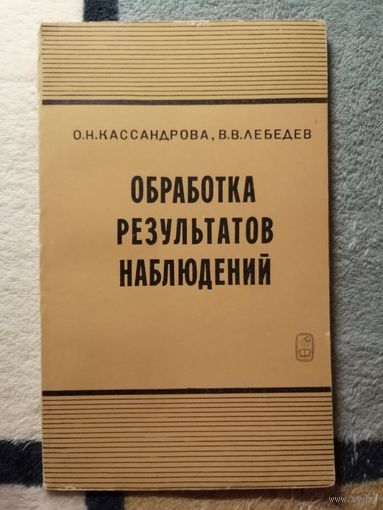 О.Н.КАССАНДРОВА, В.В.ЛЕБЕДЕВ
ОБРАБОТКА
РЕЗУЛЬТАТОВ
НАБЛЮДЕНИЙ